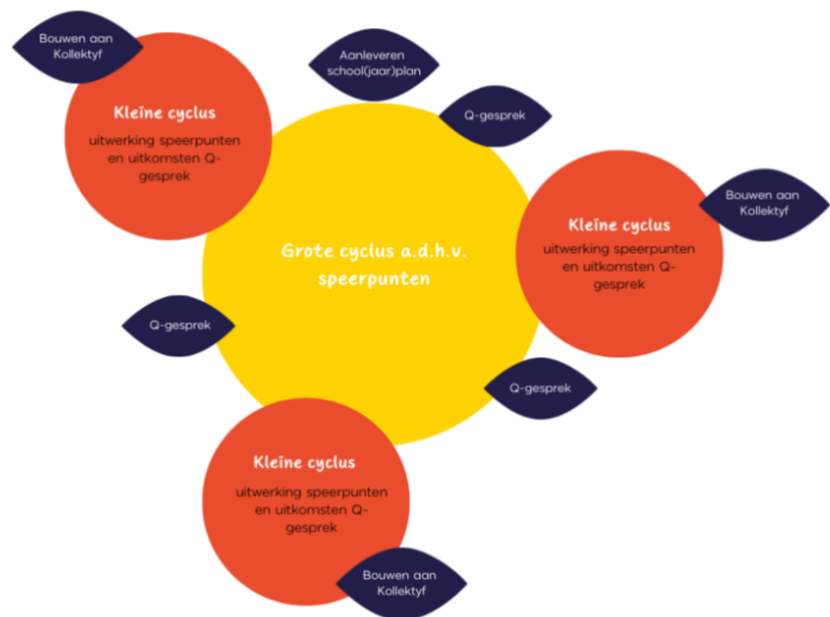 Bouwen aan
Kollektyf
Aanleveren
school(jaar)plan
Q-gesprek
Kleine cyclus
uitwerking speerpunten
en uitkomsten Q-
gesprek
Bouwen aan
Kollektyf
Kleine cyclus
uitwerking speerpunten
en uitkomsten Q-
gesprek
Grote cyclus a.d.h.v.
speerpunten
Q-gesprek
Q-gesprek
Kleine cyclus
uitwerking speerpunten
en uitkomsten Q-
gesprek
Bouwen aan
Kollektyf